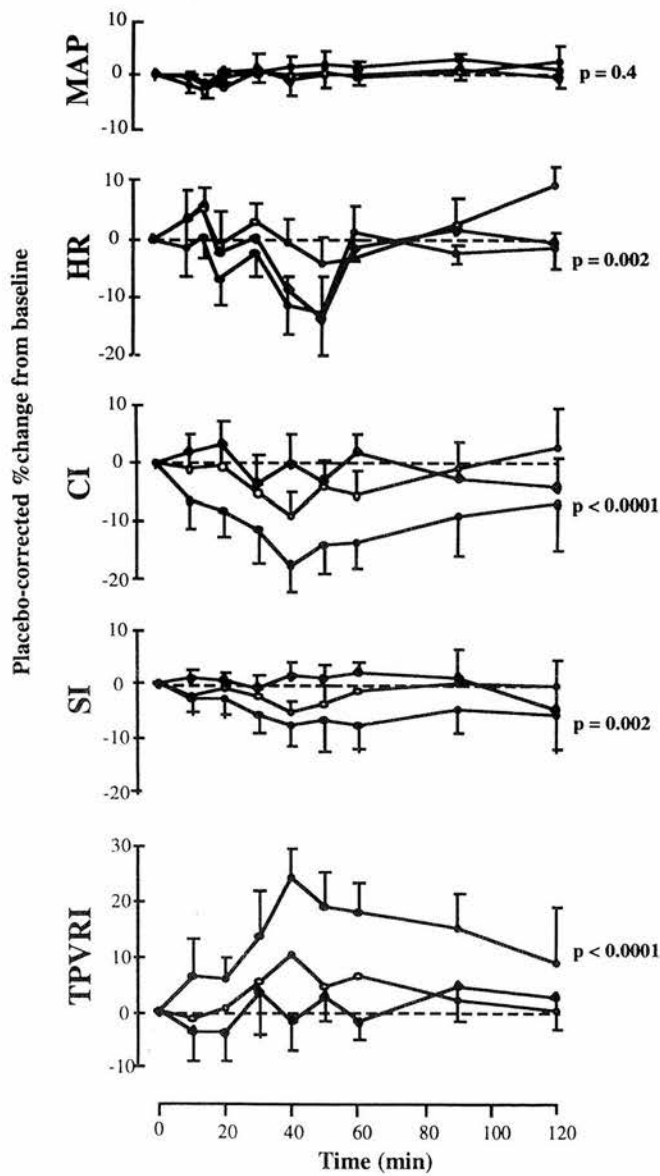 Placebo-corrected % change from baseline
MAP
10
0
-10
p = 0.4
HR
10
0
-10
-20
p = 0.002
CI
10
0
-10
-20
p < 0.0001
SI
10
0
-10
-20
p = 0.002
TPVRI
30
20
10
0
-10
p < 0.0001
0 20 40 60 80 100 120
Time (min)